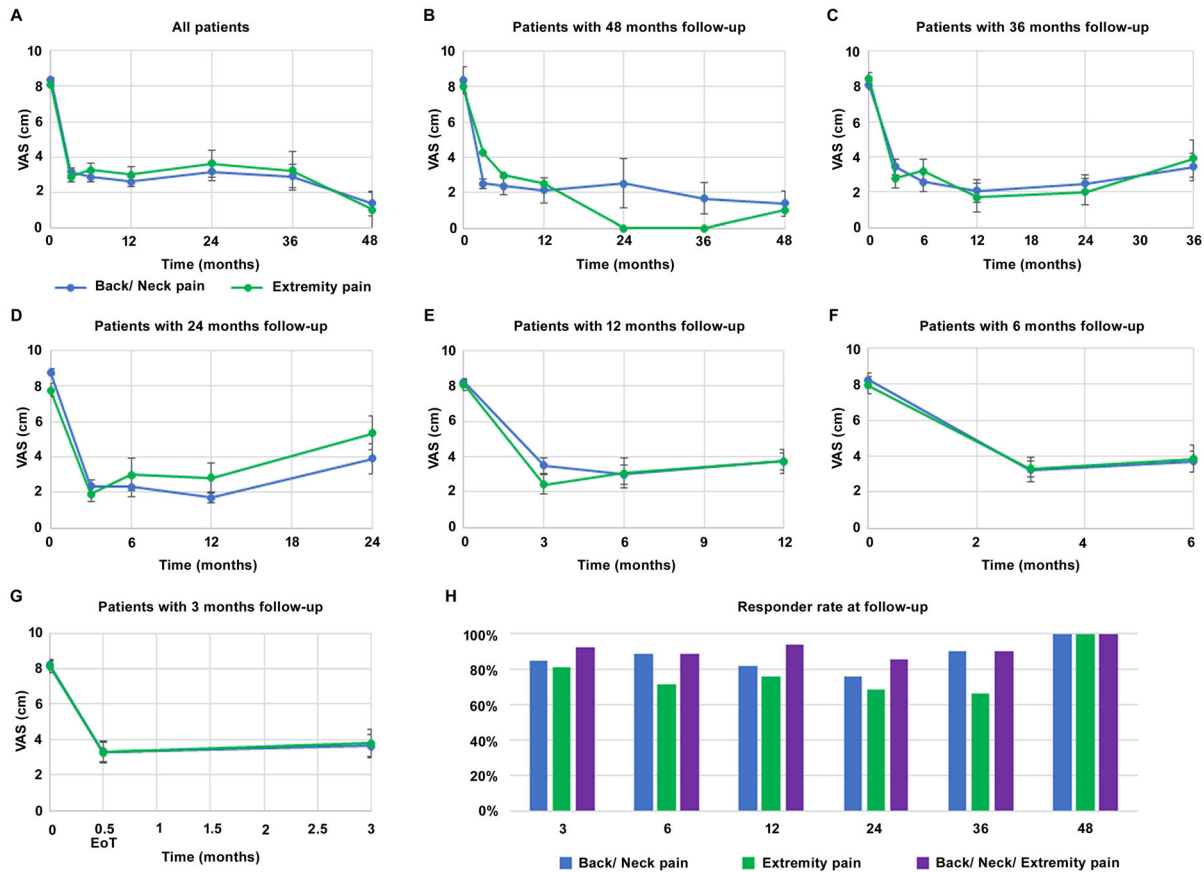 A
All patients
10
8
6
4
2
0
VAS (cm)
0 12 24 36 48
Time (months)
Back/ Neck pain Extremity pain
B
Patients with 48 months follow-up
10
8
6
4
2
0
VAS (cm)
0 12 24 36 48
Time (months)
C
Patients with 36 months follow-up
10
8
6
4
2
0
VAS (cm)
0 6 12 18 24 30 36
Time (months)
D
Patients with 24 months follow-up
10
8
6
4
2
0
VAS (cm)
0 6 12 18 24
Time (months)
E
Patients with 12 months follow-up
10
8
6
4
2
0
VAS (cm)
0 3 6 9 12
Time (months)
F
Patients with 6 months follow-up
10
8
6
4
2
0
VAS (cm)
0 2 4 6
Time (months)
G
Patients with 3 months follow-up
10
8
6
4
2
0
VAS (cm)
0 0.5 1 1.5 2 2.5 3
EoT
Time (months)
H
Responder rate at follow-up
100%
80%
60%
40%
20%
0%
3 6 12 24 36 48
Back/ Neck pain Extremity pain Back/ Neck/ Extremity pain